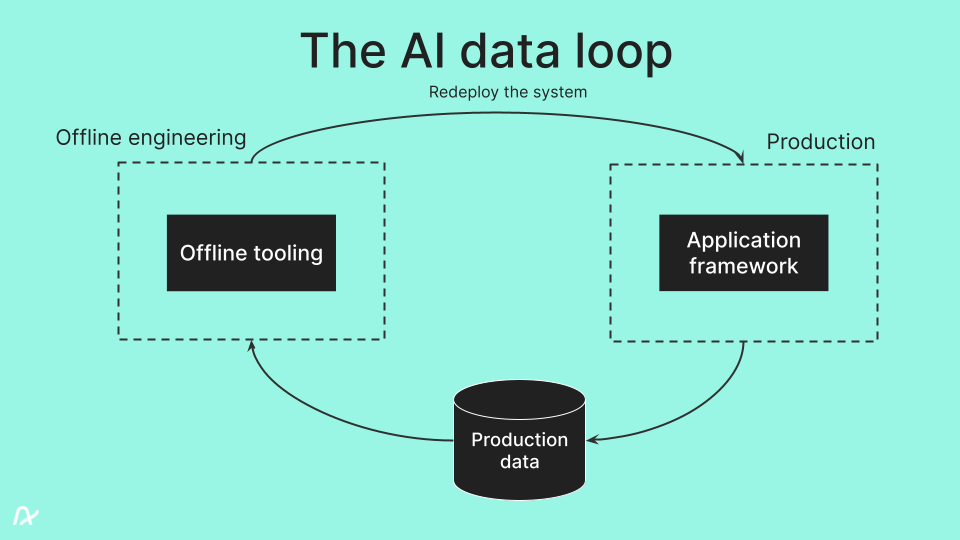 The AI data loop
Redeploy the system
Offline engineering
Production
Offline tooling
Application
framework
Production
data